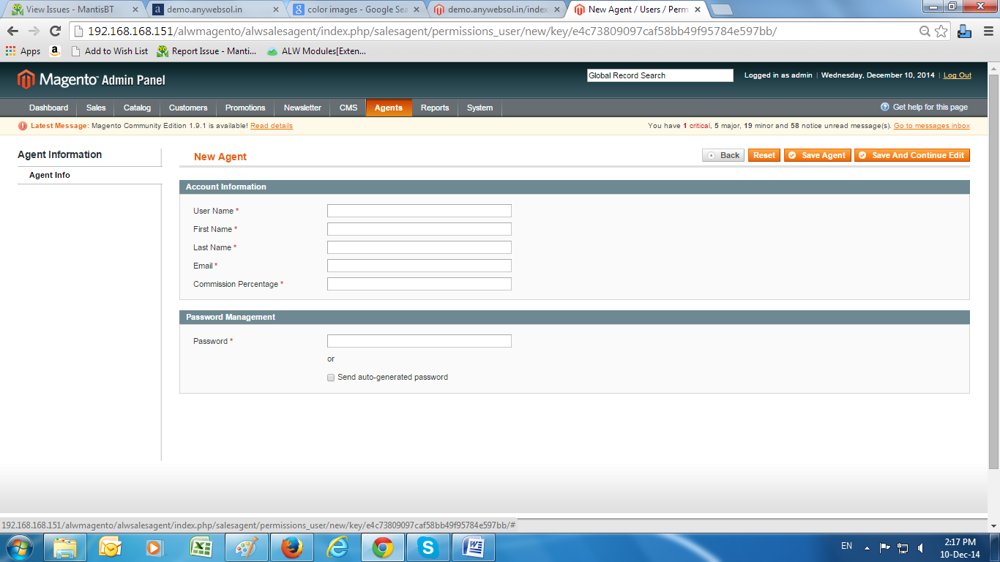 View Issues - MantisBT
demo.anywebsol.in
color images - Google Sea
demo.anywebsol.in/index
New Agent / Users / Perm
192.168.168.151/alwmagento/alwsalesagent/index.php/salesagent/permissions_user/new/key/e4c73809097caf58bb49f95784e597bb/
Apps
Add to Wish List
Report Issue - Manti...
ALW Modules[Exten...
Magento Admin Panel
Global Record Search
Logged in as admin | Wednesday, December 10, 2014 | Log Out
Dashboard Sales Catalog Customers Promotions Newsletter CMS Agents Reports System
Get help for this page
Latest Message: Magento Community Edition 1.9.1 is available! Read details
You have 1 critical, 5 major, 19 minor and 58 notice unread message(s). Go to messages inbox
Agent Information
Agent Info
New Agent
Back Reset Save Agent Save And Continue Edit
Account Information
User Name *
First Name *
Last Name *
Email *
Commission Percentage *
Password Management
Password *
or
Send auto-generated password
192.168.168.151/alwmagento/alwsalesagent/index.php/salesagent/permissions_user/new/key/e4c73809097caf58bb49f95784e597bb/#
EN
2:17 PM
10-Dec-14